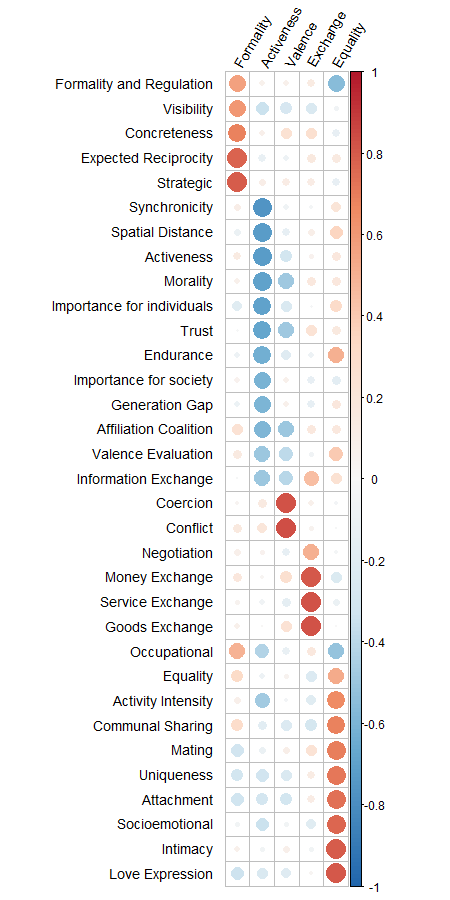 Formality
Activeness
Valence
Exchange
Equality
Formality and Regulation
Visibility
Concreteness
Expected Reciprocity
Strategic
Synchronicity
Spatial Distance
Activeness
Morality
Importance for individuals
Trust
Endurance
Importance for society
Generation Gap
Affiliation Coalition
Valence Evaluation
Information Exchange
Coercion
Conflict
Negotiation
Money Exchange
Service Exchange
Goods Exchange
Occupational
Equality
Activity Intensity
Communal Sharing
Mating
Uniqueness
Attachment
Socioemotional
Intimacy
Love Expression
1
0.8
0.6
0.4
0.2
0
-0.2
-0.4
-0.6
-0.8
-1